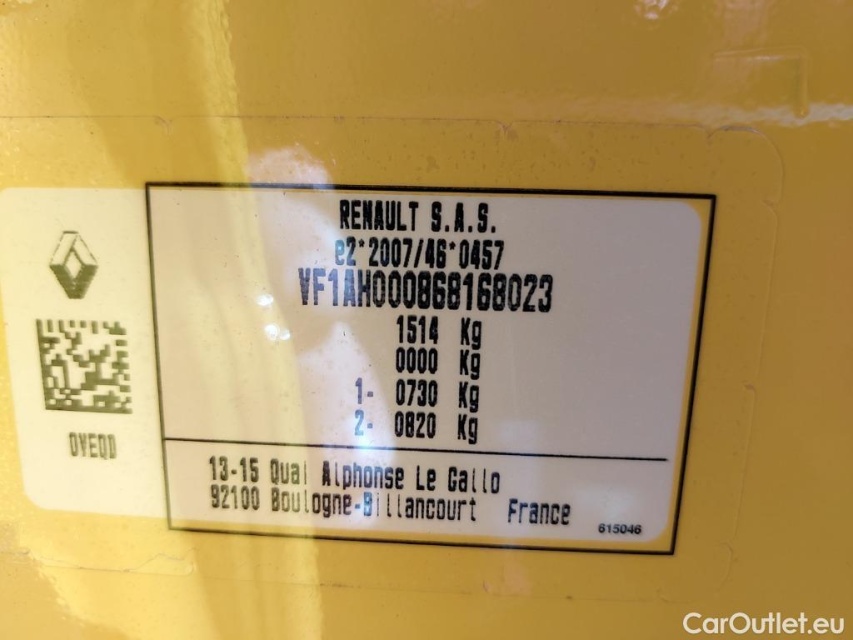 RENAULT S.A.S.
e2*2007/46*0457
VF1AH000868168023
1514 Kg
0000 Kg
1- 0730 Kg
2- 0820 Kg
DYEQD
13-15 Quai Alphonse Le Gallo
92100 Boulogne-Billancourt France
615046
CarOutlet.eu